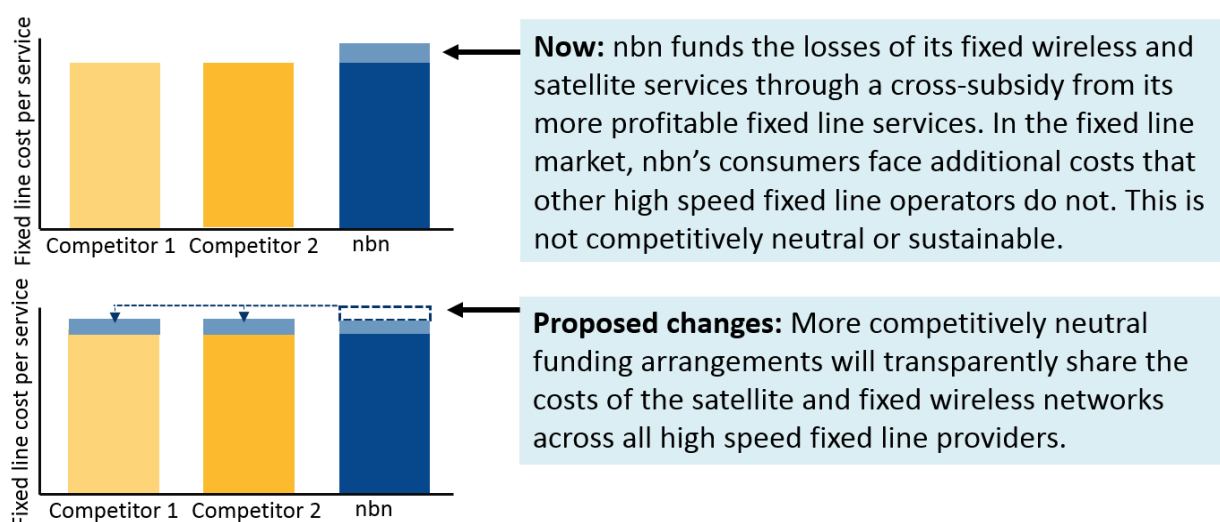 Fixed line cost per service
Competitor 1
Competitor 2
nbn
Now: nbn funds the losses of its fixed wireless and
satellite services through a cross-subsidy from its
more profitable fixed line services. In the fixed line
market, nbn’s consumers face additional costs that
other high speed fixed line operators do not. This is
not competitively neutral or sustainable.
Fixed line cost per service
Competitor 1
Competitor 2
nbn
Proposed changes: More competitively neutral
funding arrangements will transparently share the
costs of the satellite and fixed wireless networks
across all high speed fixed line providers.